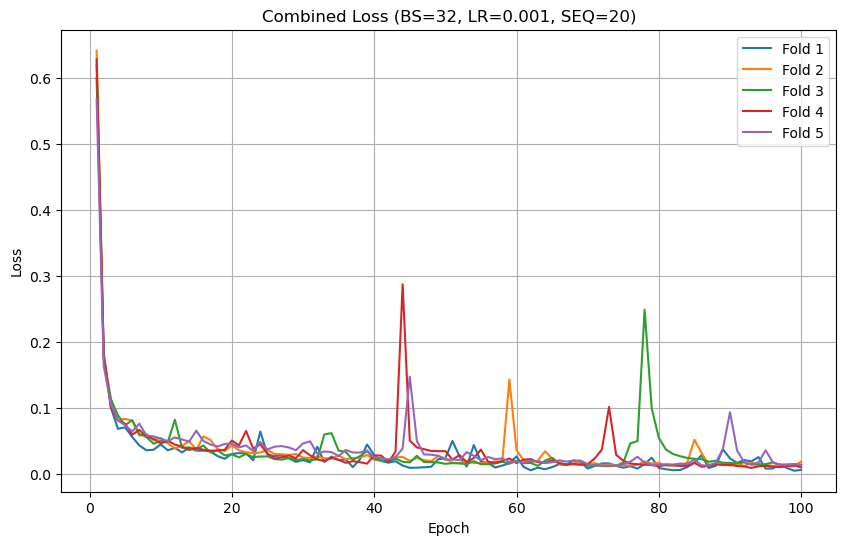 Combined Loss (BS=32, LR=0.001, SEQ=20)
Fold 1
Fold 2
Fold 3
Fold 4
Fold 5
Loss
0.6
0.5
0.4
0.3
0.2
0.1
0.0
0 20 40 60 80 100
Epoch